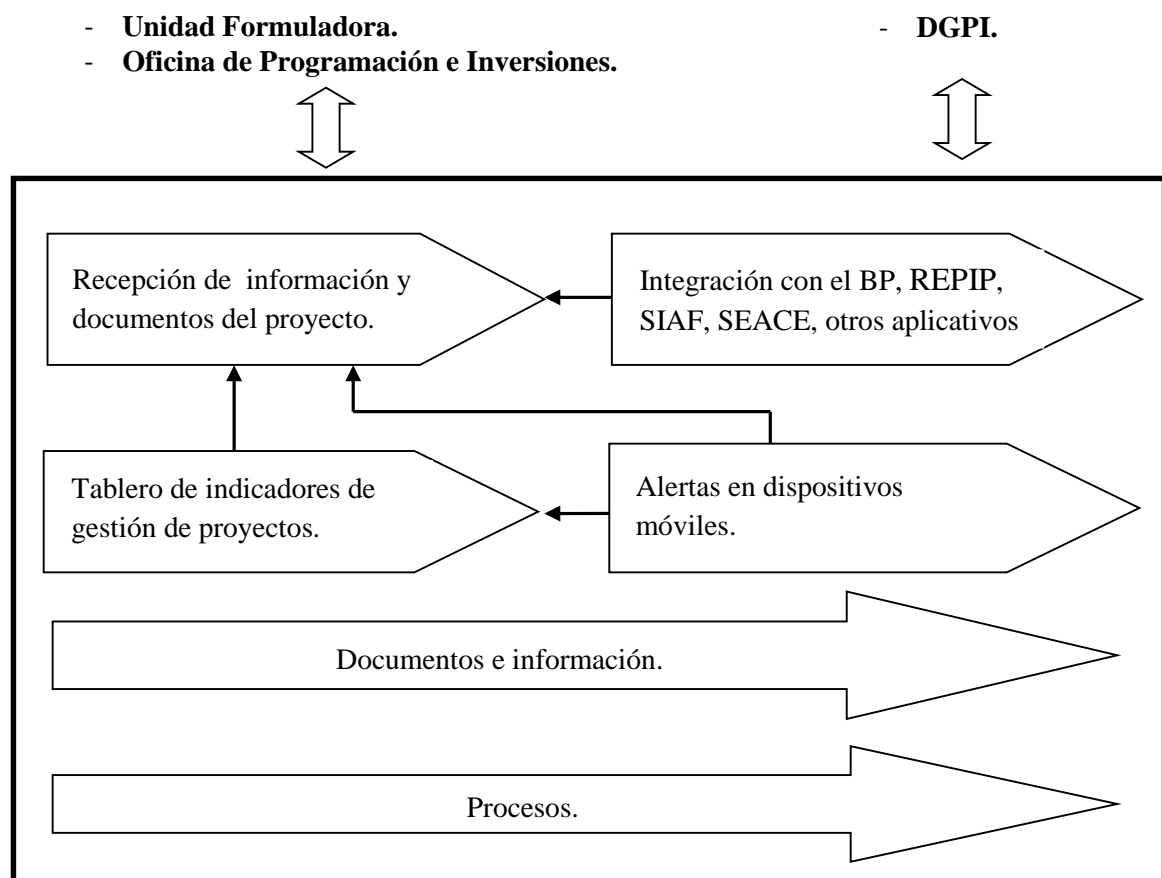 - Unidad Formuladora.
- Oficina de Programación e Inversiones.
- DGPI.
Recepción de información y
documentos del proyecto.
Integración con el BP, REPIP,
SIAF, SEACE, otros aplicativos
Tablero de indicadores de
gestión de proyectos.
Alertas en dispositivos
móviles.
Documentos e información.
Procesos.